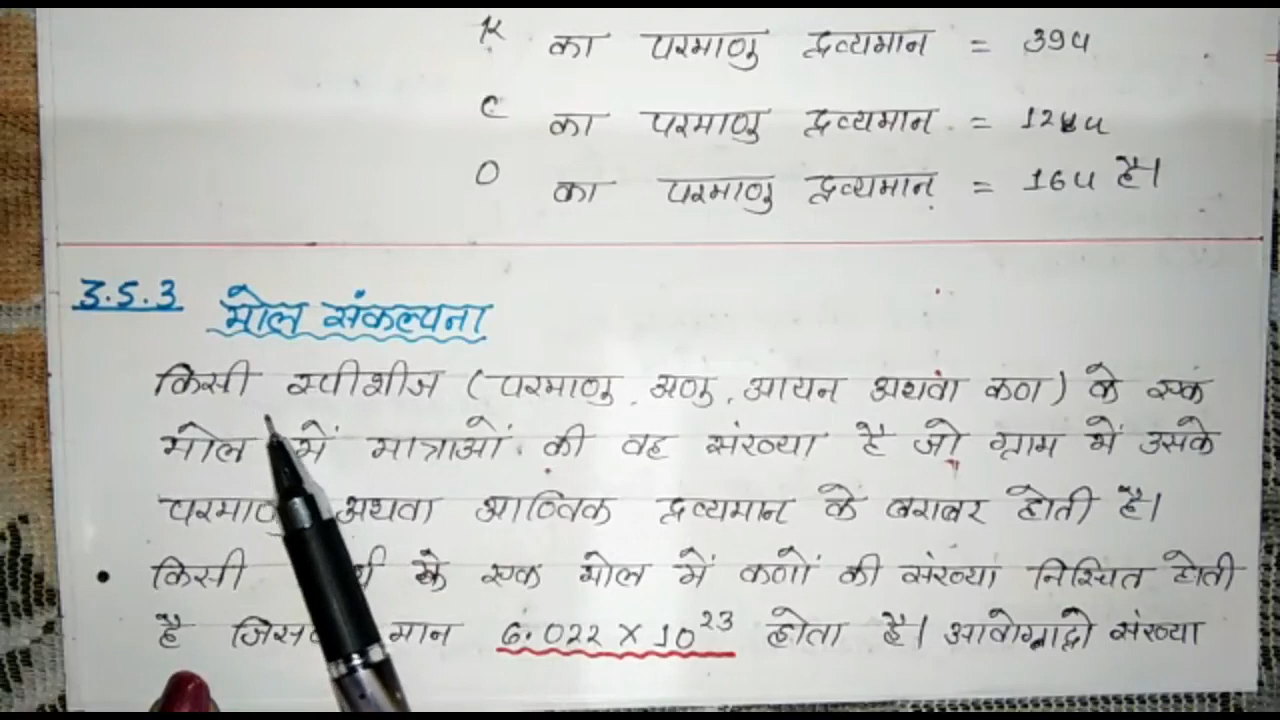 K का परमाणु द्रव्यमान = 39u
C का परमाणु द्रव्यमान = 12u
O का परमाणु द्रव्यमान = 16u है।
3.5.3 मोल संकल्पना
किसी स्पीशीज (परमाणु, अणु, आयन अथवा कण) के एक
मोल में मात्राओं की वह संख्या है जो ग्राम में उसके
अथवा आण्विक द्रव्यमान के बराबर होती है।
• किसी के एक मोल में कणों की संख्या निश्चित होती
है मान 6.022 × 10²³ होता है। आवोग्राद्रो संख्या